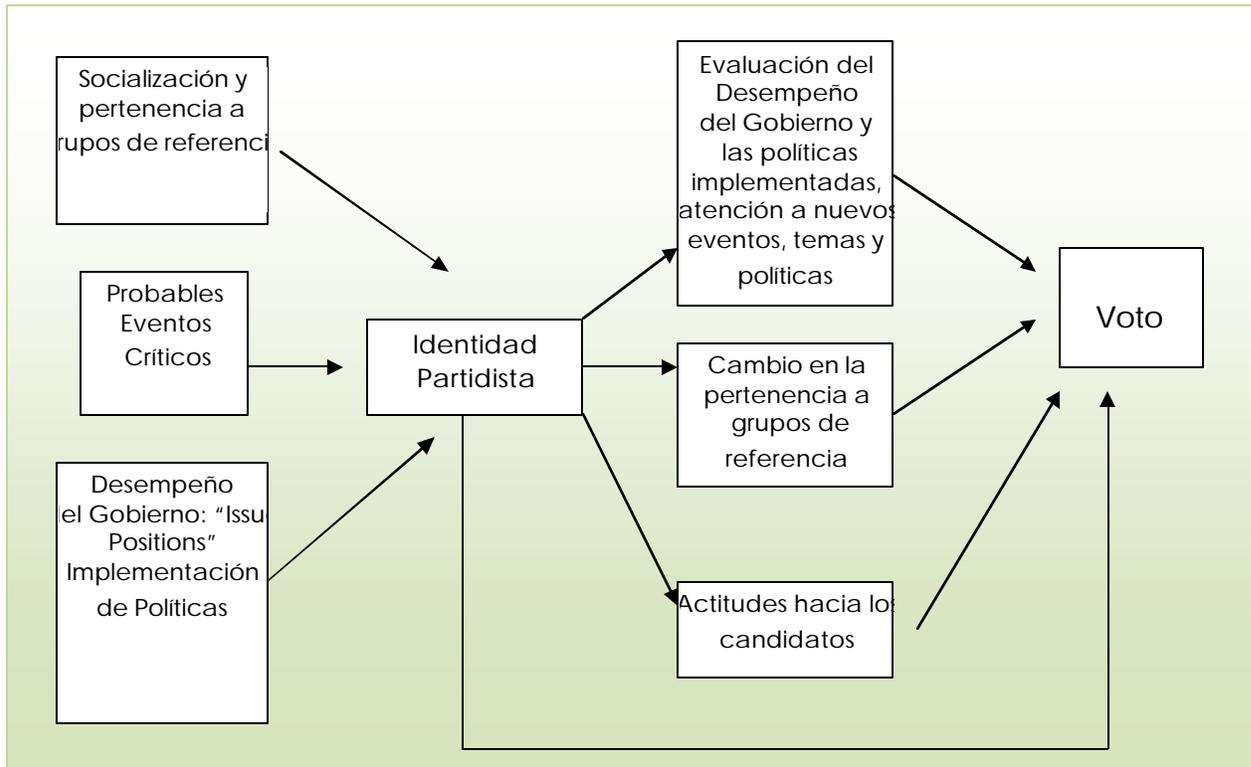 Socialización y
pertenencia a
rupos de referenci
Probables
Eventos
Críticos
Desempeño
el Gobierno: “Issu
Positions”
Implementación
de Políticas
Identidad
Partidista
Evaluación del
Desempeño
del Gobierno y
las políticas
implementadas,
atención a nuevos
eventos, temas y
políticas
Cambio en la
pertenencia a
grupos de
referencia
Actitudes hacia los
candidatos
Voto